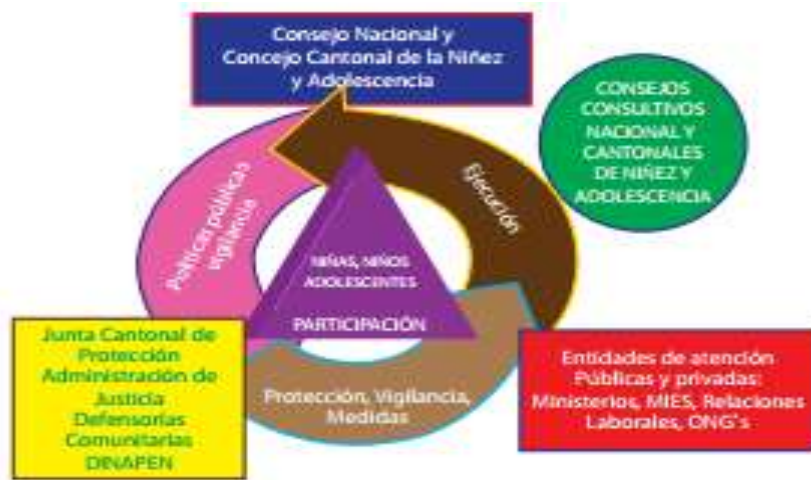 Consejo Nacional y
Concejo Cantonal de la Niñez
y Adolescencia
CONSEJOS
CONSULTIVOS
NACIONAL Y
CANTONALES
DE NIÑEZ Y
ADOLESCENCIA
Políticas públicas
vigilancia
Ejecución
NIÑAS, NIÑOS
ADOLESCENTES
PARTICIPACIÓN
Junta Cantonal de
Protección
Administración de
Justicia
Defensorías
Comunitarias
DINAPEN
Protección, Vigilancia,
Medidas
Entidades de atención
Públicas y privadas:
Ministerios, MIES, Relaciones
Laborales, ONG's